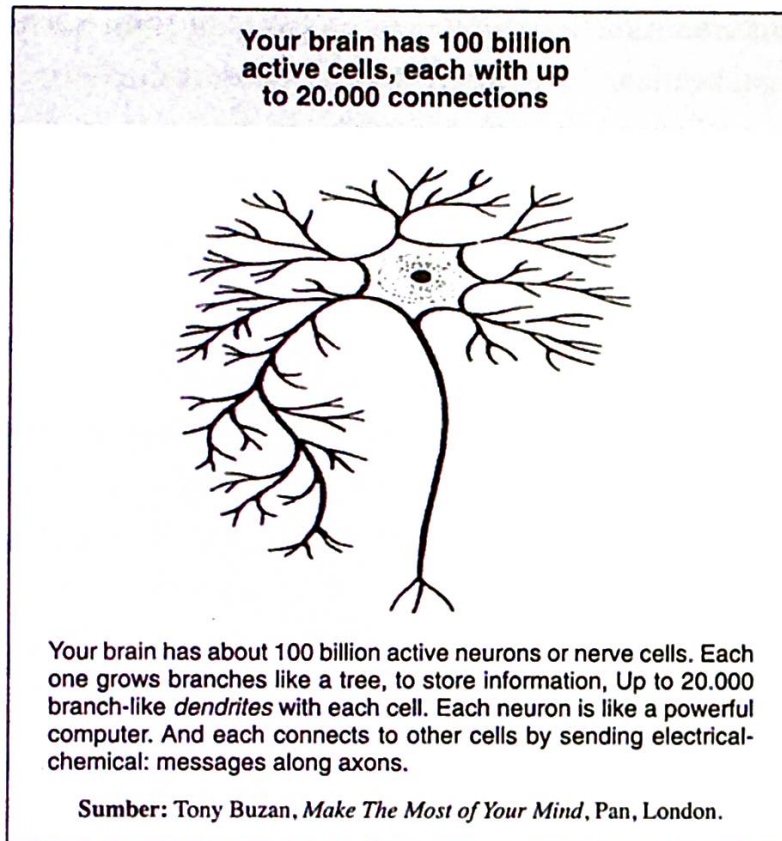 Your brain has 100 billion
active cells, each with up
to 20.000 connections
Your brain has about 100 billion active neurons or nerve cells. Each
one grows branches like a tree, to store information, Up to 20.000
branch-like dendrites with each cell. Each neuron is like a powerful
computer. And each connects to other cells by sending electrical-
chemical: messages along axons.
Sumber: Tony Buzan, Make The Most of Your Mind, Pan, London.